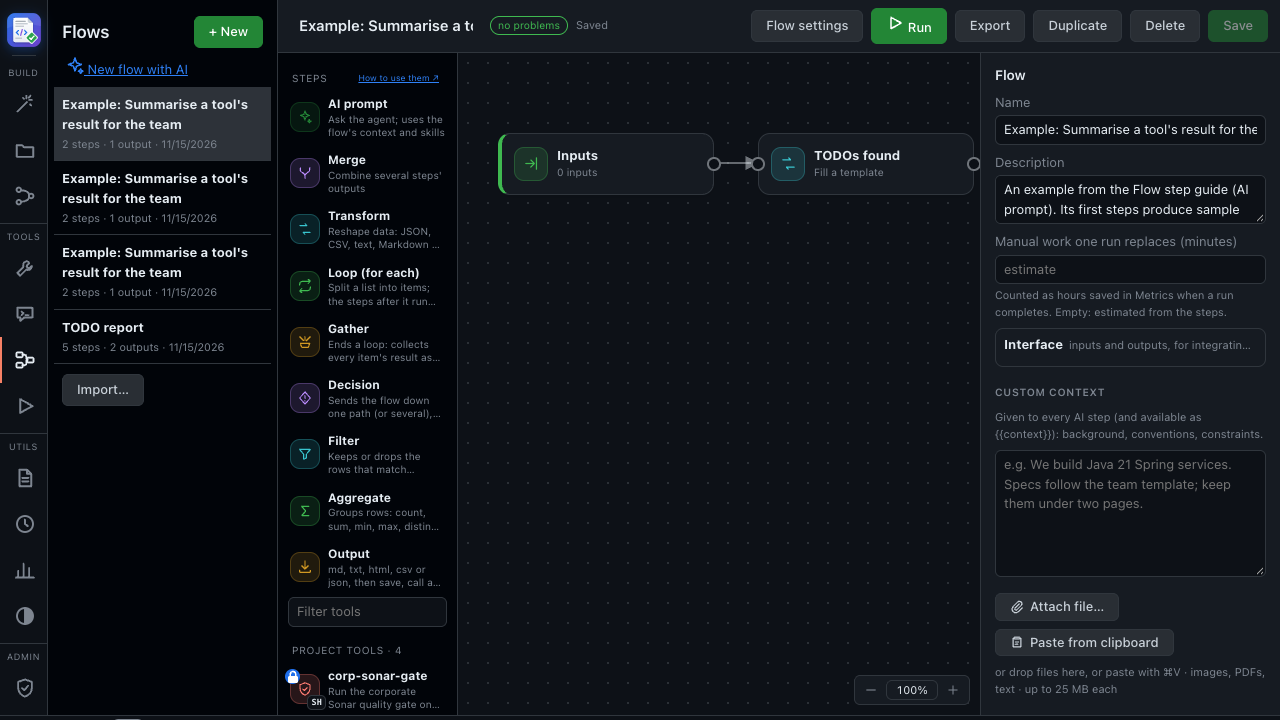 Flows
+ New
New flow with AI
Example: Summarise a tool's
result for the team
2 steps · 1 output · 11/15/2026
Example: Summarise a tool's
result for the team
2 steps · 1 output · 11/15/2026
Example: Summarise a tool's
result for the team
2 steps · 1 output · 11/15/2026
TODO report
5 steps · 2 outputs · 11/15/2026
Import...
BUILD
TOOLS
UTILS
ADMIN
Example: Summarise a to
no problems
Saved
Flow settings
Run
Export
Duplicate
Delete
Save
STEPS
How to use them ↗
AI prompt
Ask the agent; uses the
flow's context and skills
Merge
Combine several steps'
outputs
Transform
Reshape data: JSON,
CSV, text, Markdown ...
Loop (for each)
Split a list into items;
the steps after it run...
Gather
Ends a loop: collects
every item's result as...
Decision
Sends the flow down
one path (or several),...
Filter
Keeps or drops the
rows that match...
Aggregate
Groups rows: count,
sum, min, max, distin...
Output
md, txt, html, csv or
json, then save, call a...
Filter tools
PROJECT TOOLS · 4
corp-sonar-gate
Run the corporate
Sonar quality gate on...
SH
Inputs
0 inputs
TODOs found
Fill a template
100%
Flow
Name
Example: Summarise a tool's result for the
Description
An example from the Flow step guide (AI
prompt). Its first steps produce sample
Manual work one run replaces (minutes)
estimate
Counted as hours saved in Metrics when a run
completes. Empty: estimated from the steps.
Interface inputs and outputs, for integratin...
CUSTOM CONTEXT
Given to every AI step (and available as
{{context}}): background, conventions, constraints.
e.g. We build Java 21 Spring services.
Specs follow the team template; keep
them under two pages.
Attach file...
Paste from clipboard
or drop files here, or paste with ⌘V · images, PDFs,
text · up to 25 MB each